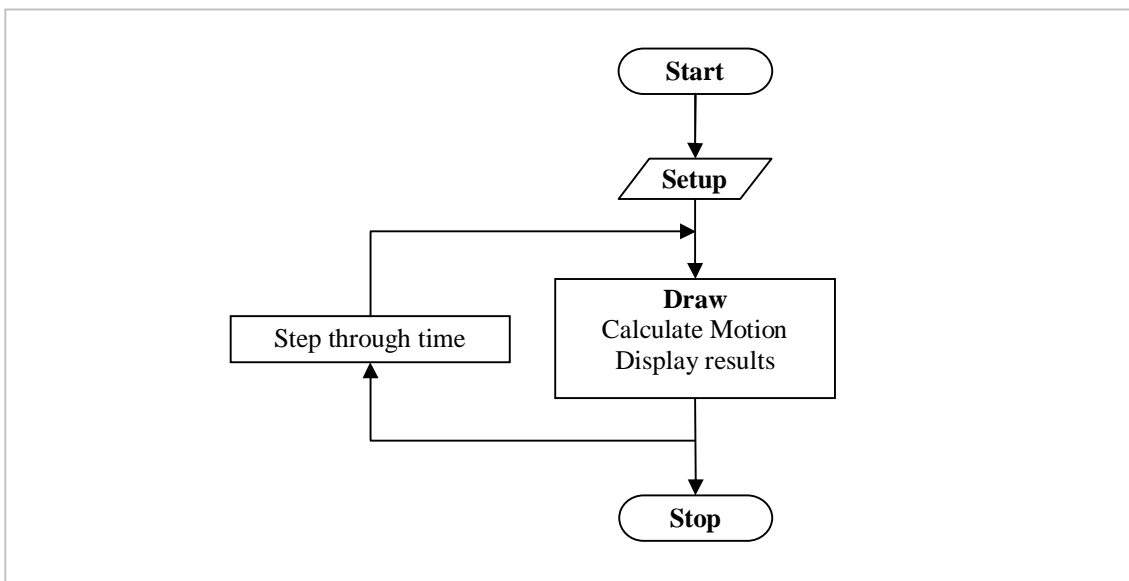 Start
Setup
Draw
Calculate Motion
Display results
Step through time
Stop